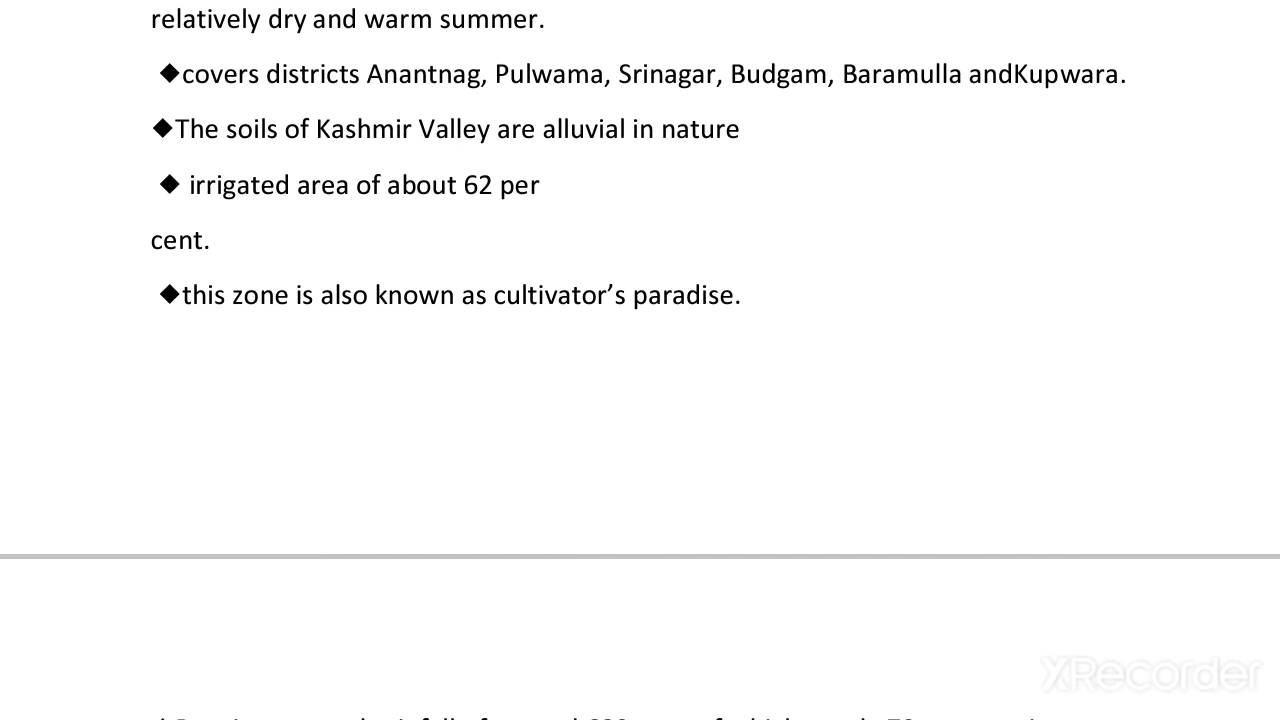 relatively dry and warm summer.
◆covers districts Anantnag, Pulwama, Srinagar, Budgam, Baramulla andKupwara.
◆The soils of Kashmir Valley are alluvial in nature
◆ irrigated area of about 62 per
cent.
◆this zone is also known as cultivator’s paradise.
XRecorder